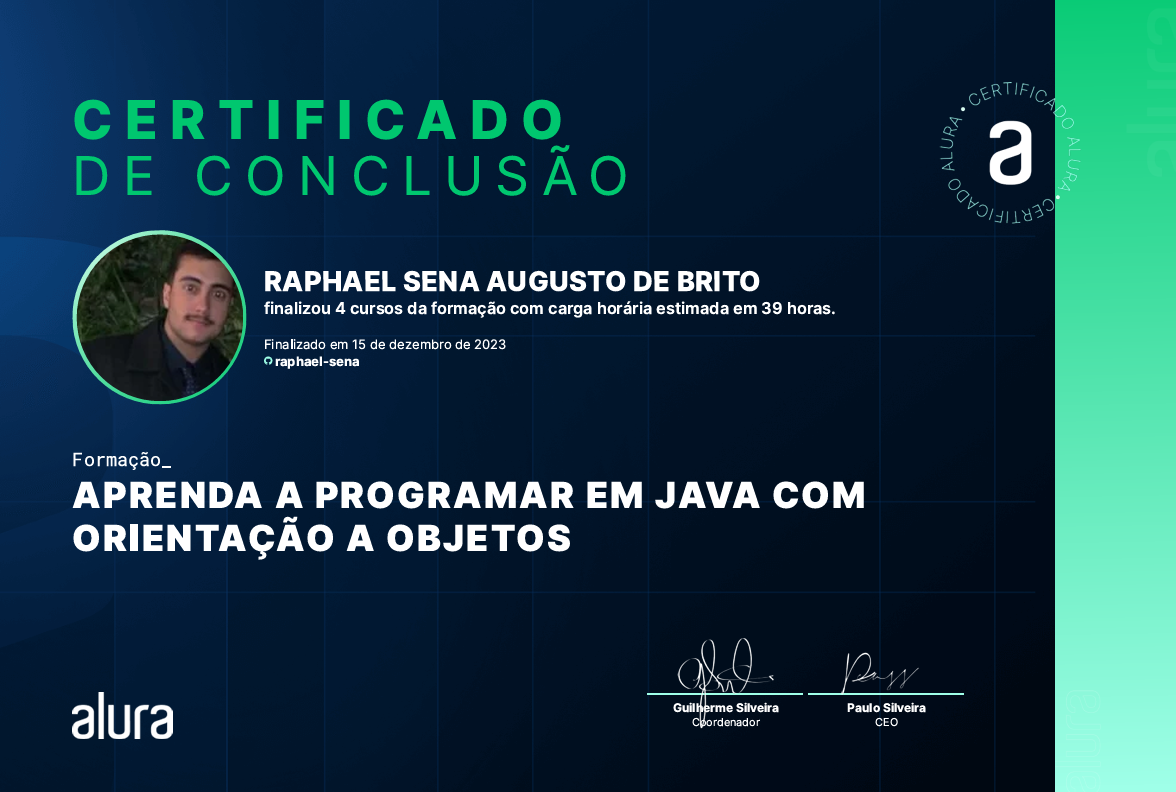 CERTIFICADO
DE CONCLUSÃO
CERTIFICADO ALURA • CERTIFICADO ALURA •
a
RAPHAEL SENA AUGUSTO DE BRITO
finalizou 4 cursos da formação com carga horária estimada em 39 horas.
Finalizado em 15 de dezembro de 2023
raphael-sena
Formação_
APRENDA A PROGRAMAR EM JAVA COM
ORIENTAÇÃO A OBJETOS
alura
Guilherme Silveira
Coordenador
Paulo Silveira
CEO
alura